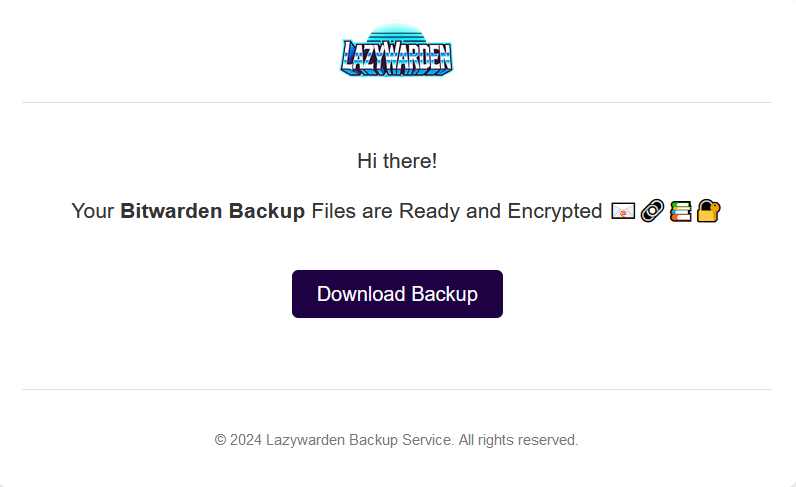 LAZYWARDEN
Hi there!
Your Bitwarden Backup Files are Ready and Encrypted 📧🔗📚🔐
Download Backup
© 2024 Lazywarden Backup Service. All rights reserved.